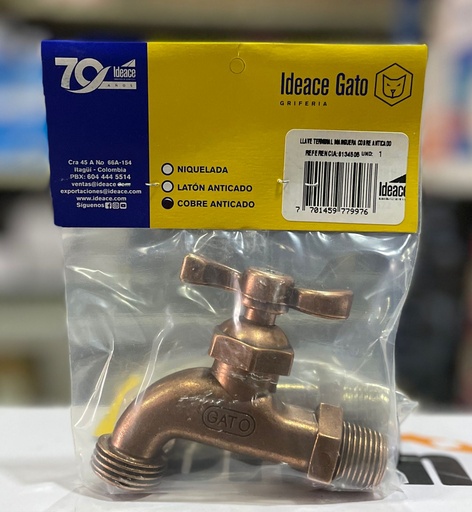 70 Ideace
AÑOS
Ideace Gato
GRIFERIA
LLAVE TERMINAL MANGUERA COBRE ANTICADO
REFERENCIA:8134506 UND: 1
Ideace
7 701459 779976
Cra 45 A No 66A-154
Itagüí - Colombia
PBX: 604 444 5514
ventas@ideace.com
exportaciones@ideace.com
www.ideace.com
Síguenos
NIQUELADA
LATÓN ANTICADO
COBRE ANTICADO
GATO